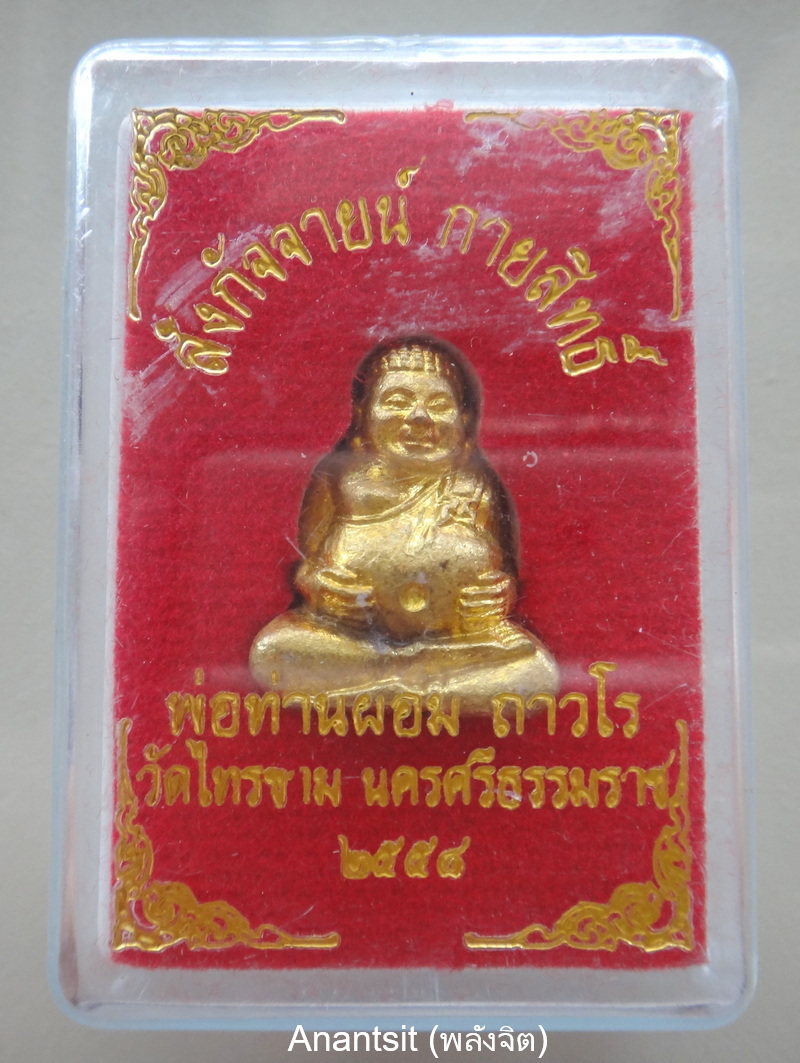 สังกัจจายน์ กายสิทธิ์
พ่อท่านผอม ถาวโร
วัดไทรขาม นครศรีธรรมราช
๒๕๕๔
Anantsit (พลังจิต)